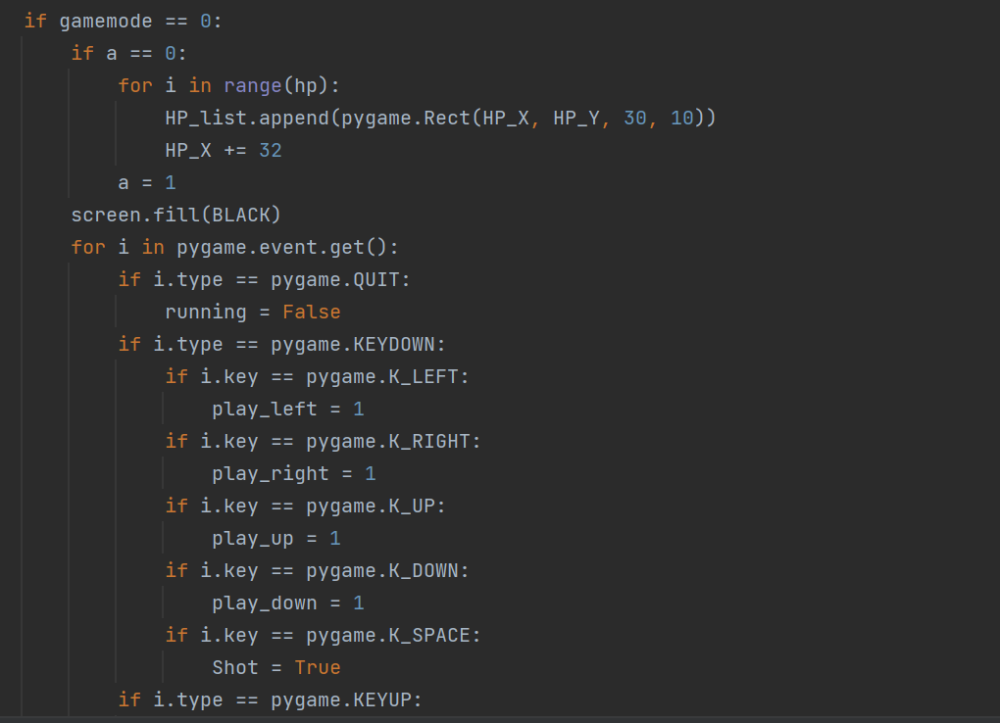 if gamemode == 0:
    if a == 0:
        for i in range(hp):
            HP_list.append(pygame.Rect(HP_X, HP_Y, 30, 10))
            HP_X += 32
        a = 1
    screen.fill(BLACK)
    for i in pygame.event.get():
        if i.type == pygame.QUIT:
            running = False
        if i.type == pygame.KEYDOWN:
            if i.key == pygame.K_LEFT:
                play_left = 1
            if i.key == pygame.K_RIGHT:
                play_right = 1
            if i.key == pygame.K_UP:
                play_up = 1
            if i.key == pygame.K_DOWN:
                play_down = 1
            if i.key == pygame.K_SPACE:
                Shot = True
        if i.type == pygame.KEYUP: